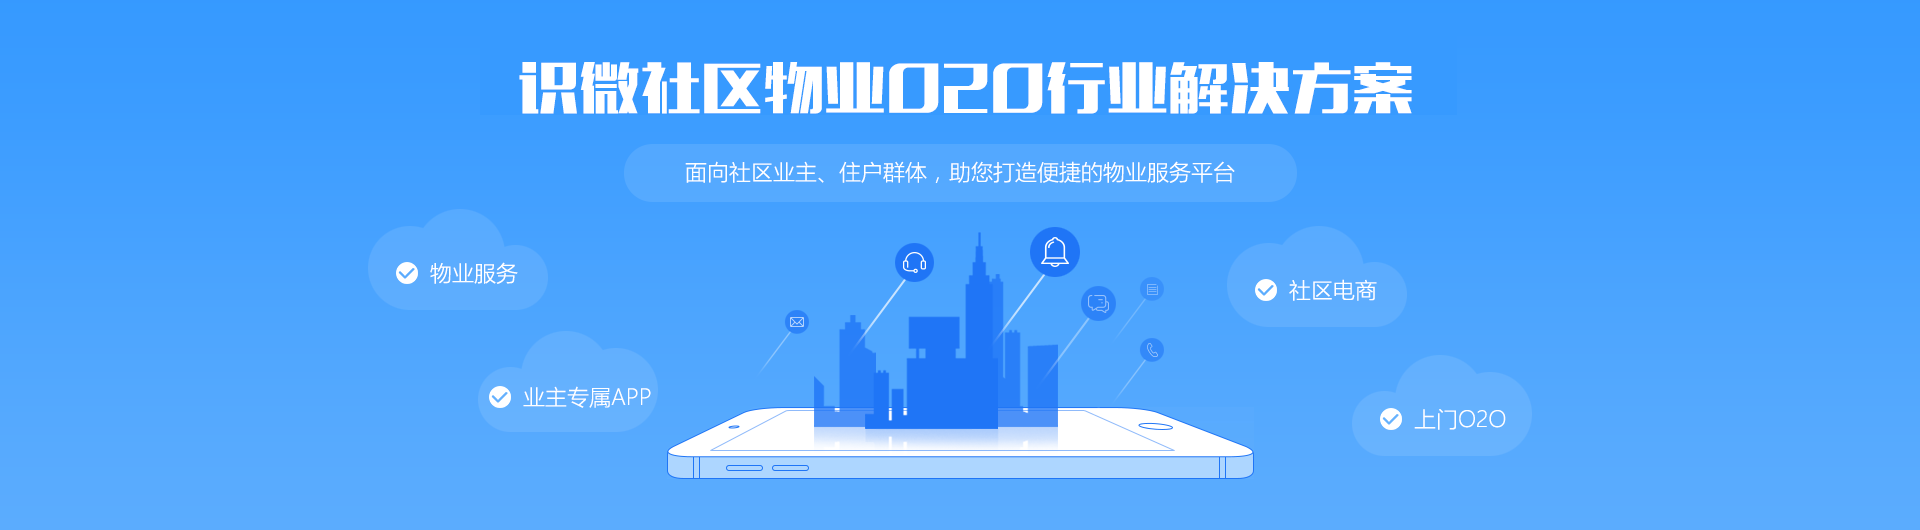 识微社区物业O2O行业解决方案
面向社区业主、住户群体，助您打造便捷的物业服务平台
物业服务
社区电商
业主专属APP
上门O2O